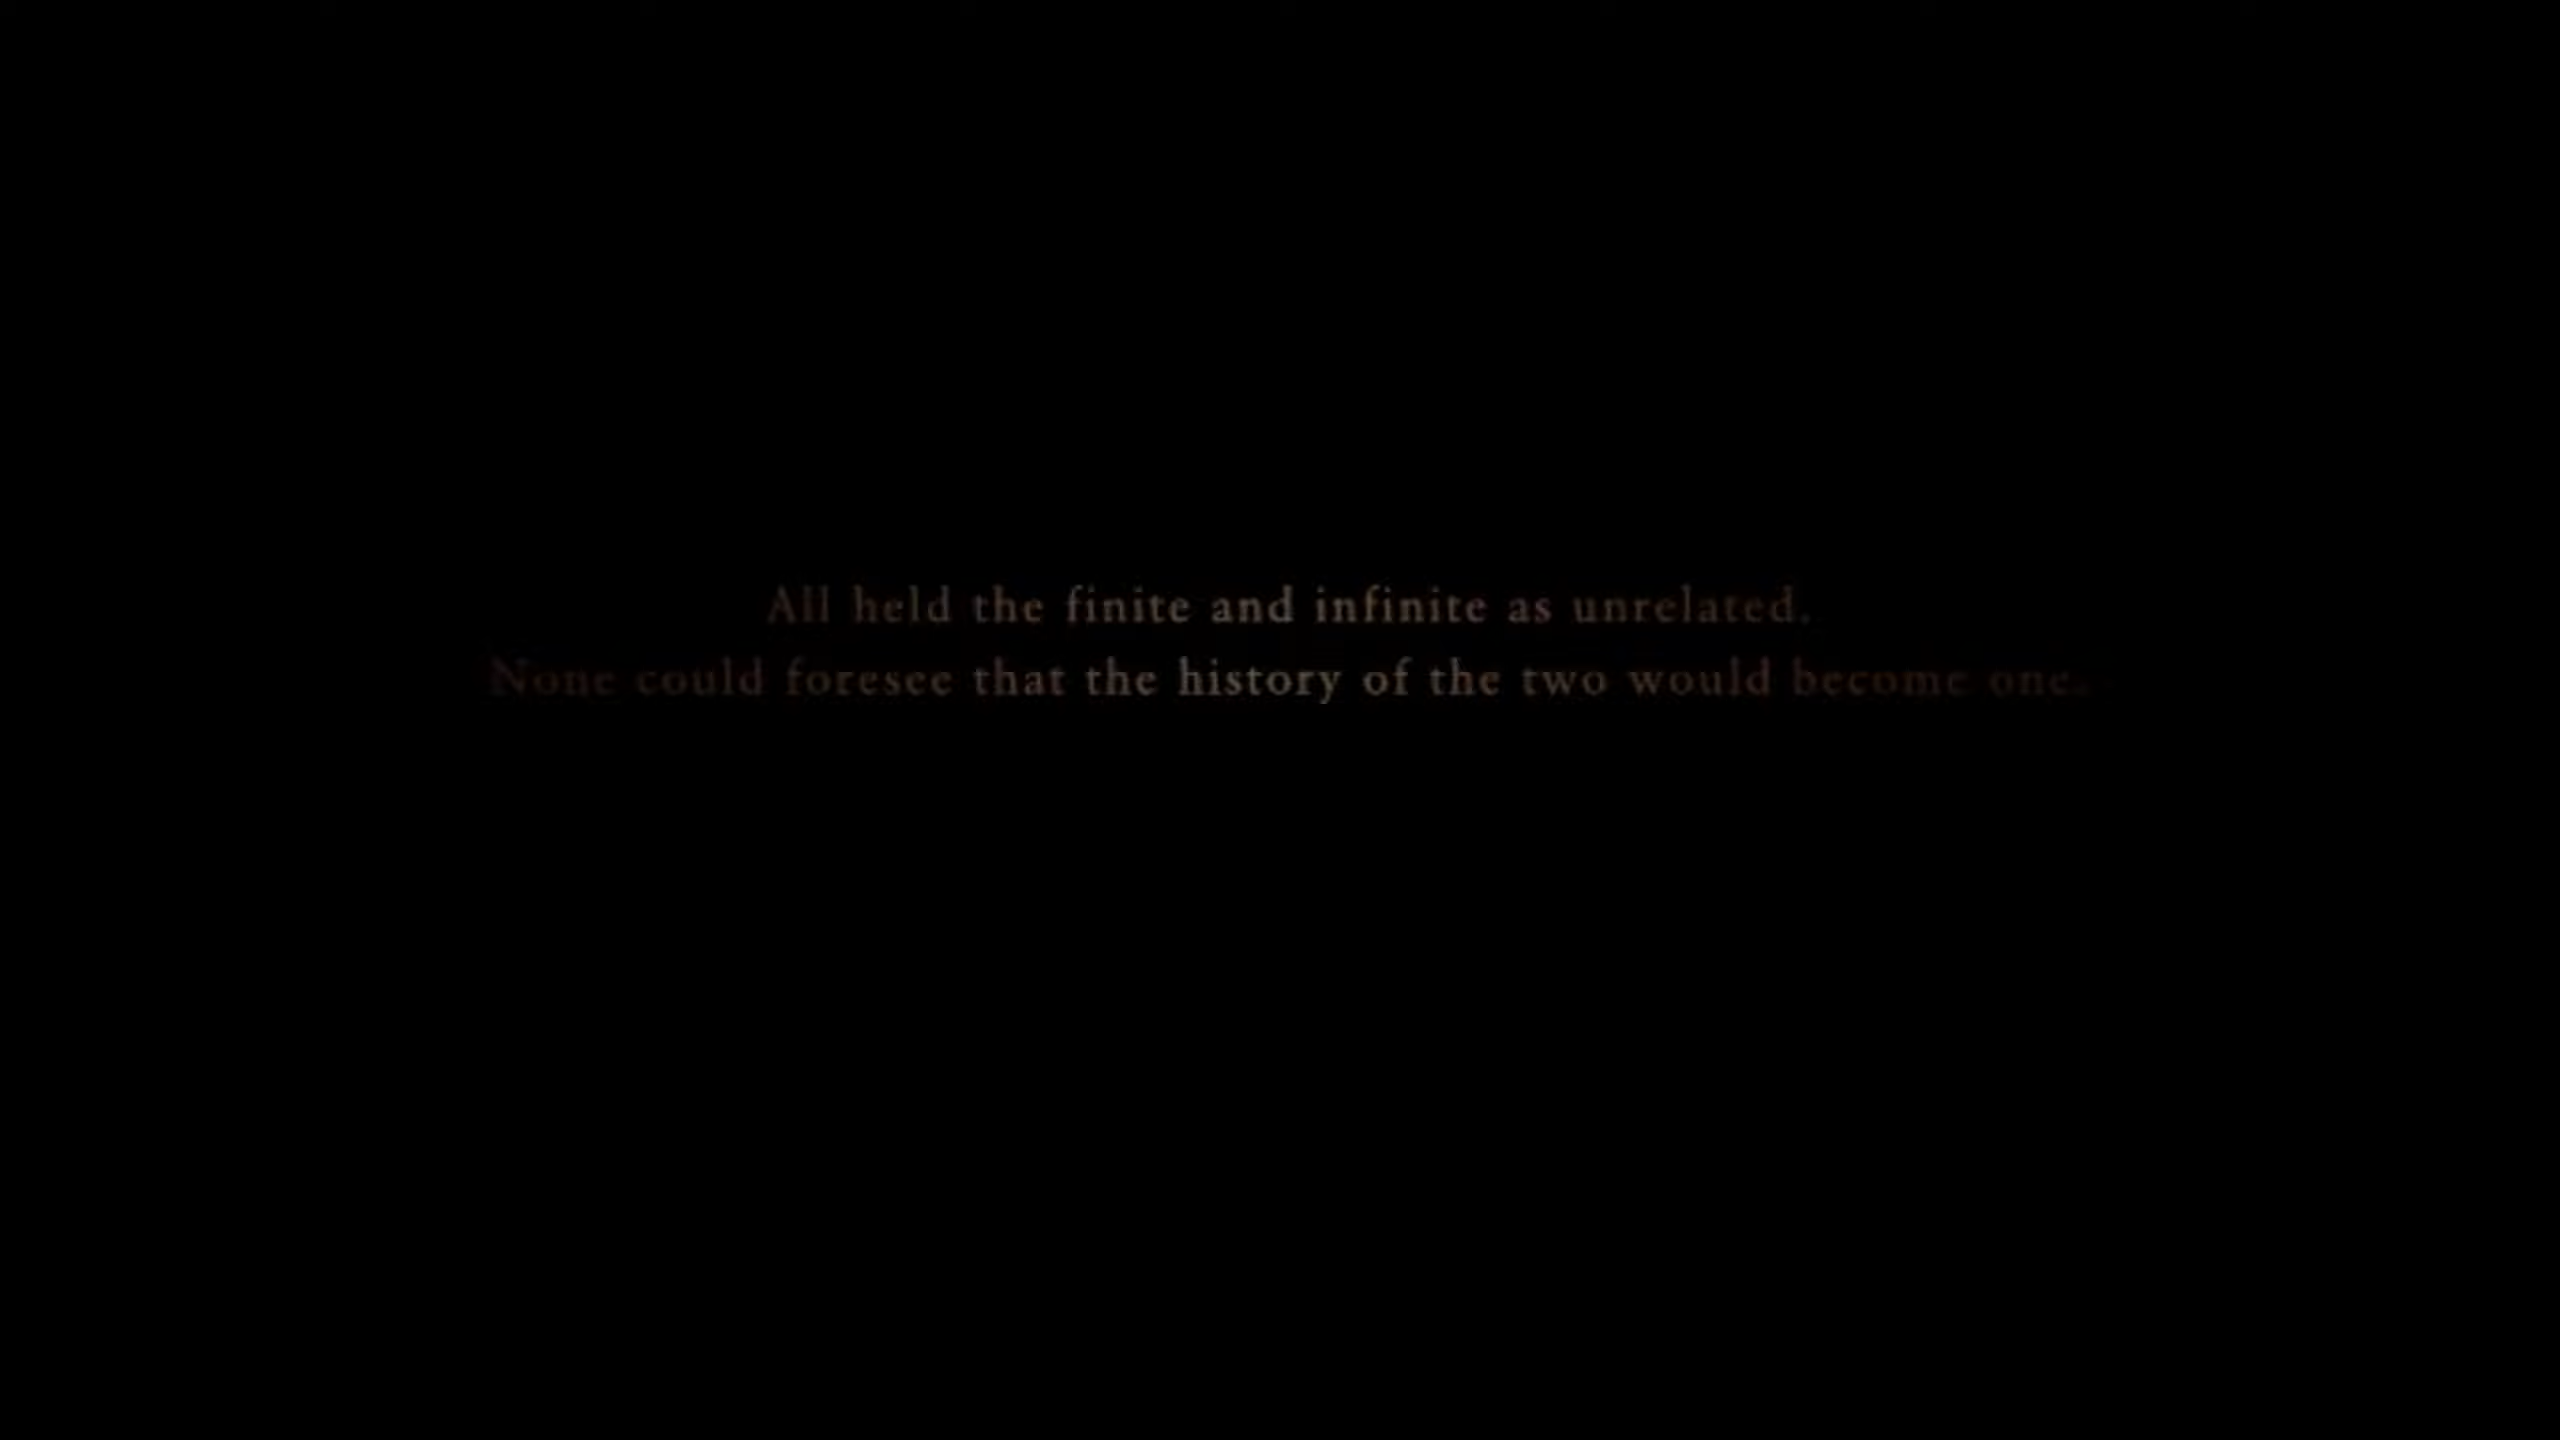 All held the finite and infinite as unrelated.
None could foresee that the history of the two would become one.